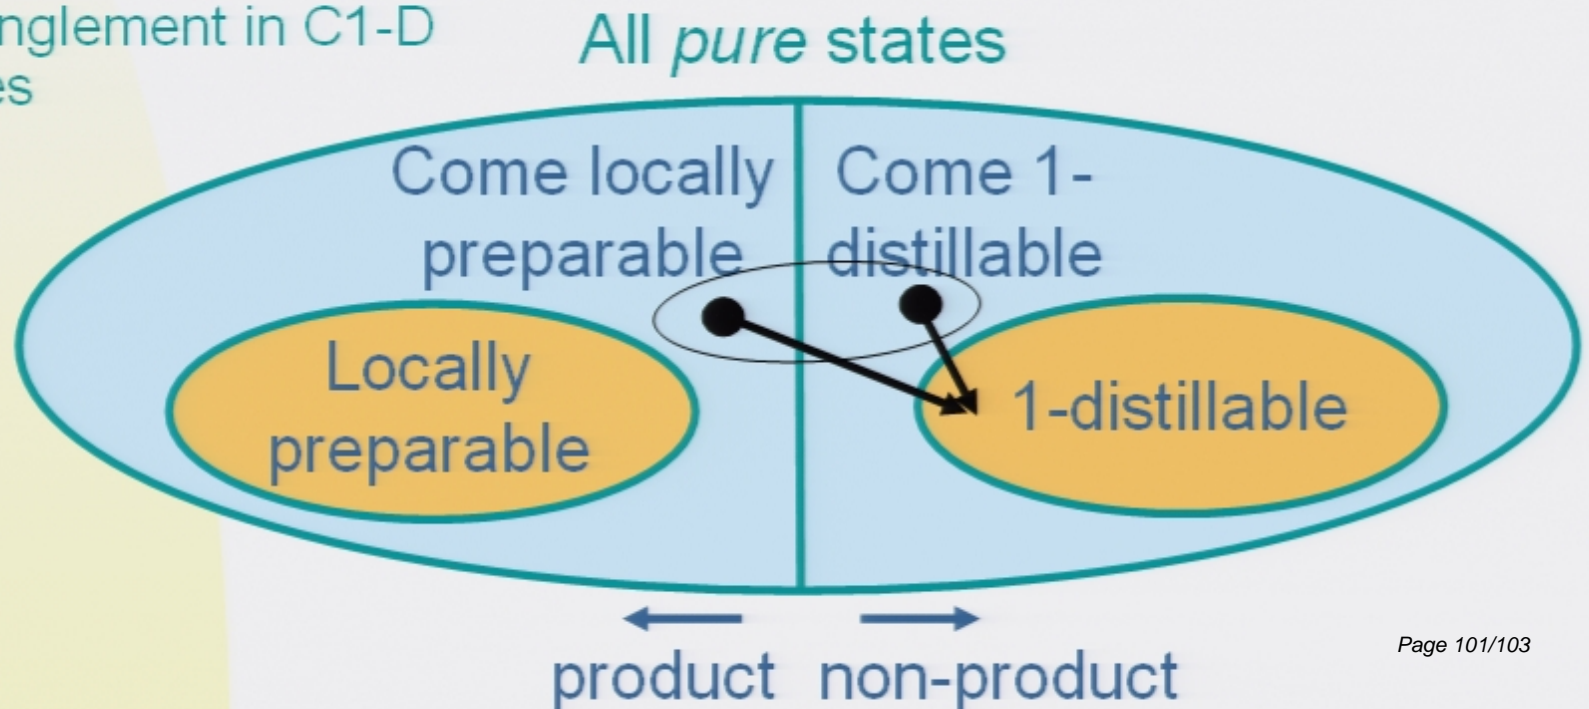 nglement in C1-D
es
All pure states
Come locally
preparable
Come 1-
distillable
Locally
preparable
1-distillable
product
non-product
Page 101/103